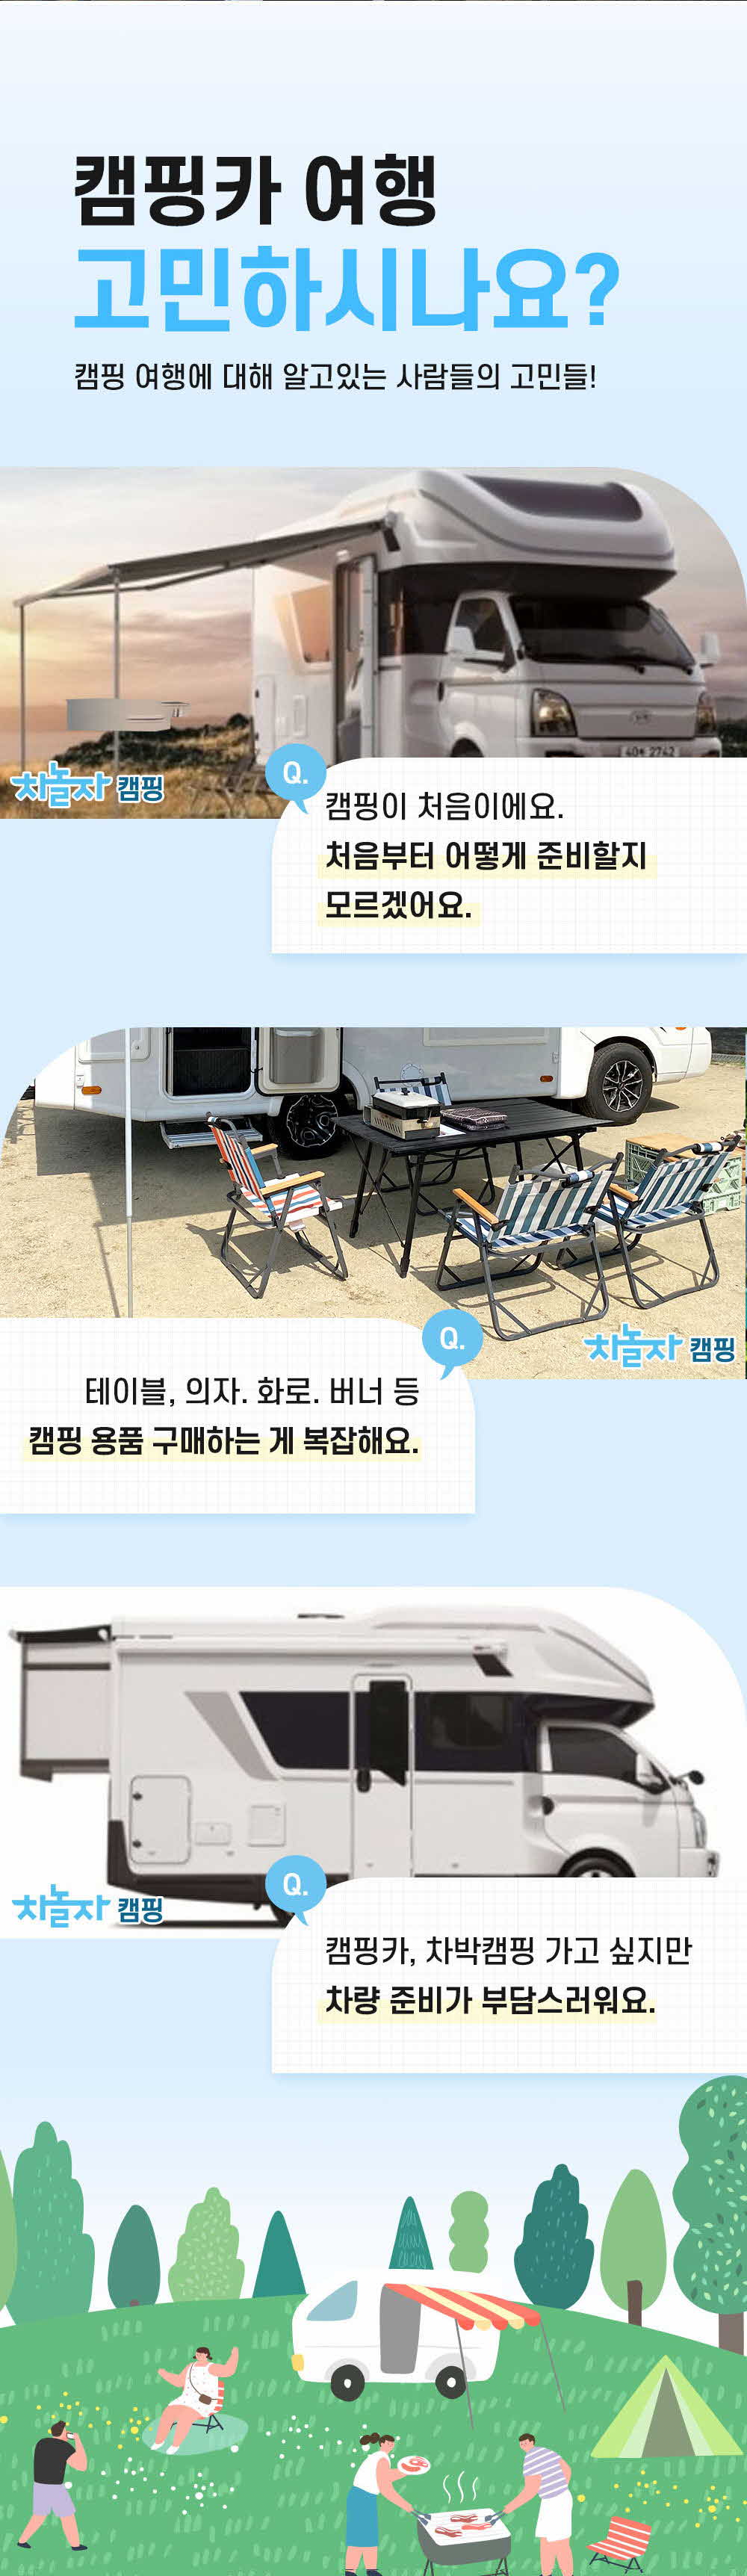 캠핑카 여행
고민하시나요?
캠핑 여행에 대해 알고있는 사람들의 고민들!
40 2742
차놀자 캠핑
Q.
캠핑이 처음이에요.
처음부터 어떻게 준비할지
모르겠어요.
Q.
차놀자 캠핑
테이블, 의자. 화로. 버너 등
캠핑 용품 구매하는 게 복잡해요.
차놀자 캠핑
Q.
캠핑카, 차박캠핑 가고 싶지만
차량 준비가 부담스러워요.